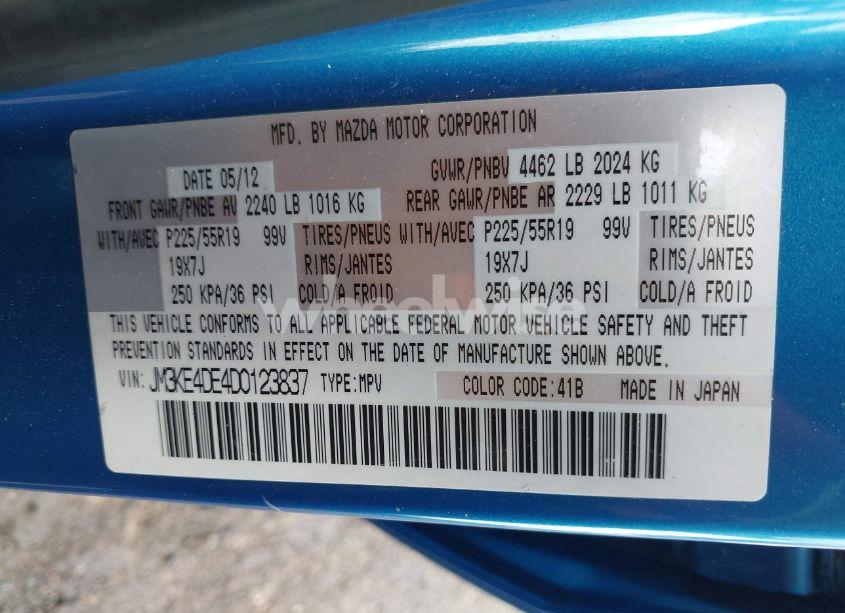 MFD. BY MAZDA MOTOR CORPORATION
DATE 05/12 GVWR/PNBV 4462 LB 2024 KG
FRONT GAWR/PNBE AV 2240 LB 1016 KG REAR GAWR/PNBE AR 2229 LB 1011 KG
WITH/AVEC P225/55R19 99V TIRES/PNEUS WITH/AVEC P225/55R19 99V TIRES/PNEUS
19X7J RIMS/JANTES 19X7J RIMS/JANTES
250 KPA/36 PSI COLD/A FROID 250 KPA/36 PSI COLD/A FROID
wheelwise
THIS VEHICLE CONFORMS TO ALL APPLICABLE FEDERAL MOTOR VEHICLE SAFETY AND THEFT
PREVENTION STANDARDS IN EFFECT ON THE DATE OF MANUFACTURE SHOWN ABOVE.
VIN: JM3KE4DE4D0123837 TYPE:MPV COLOR CODE:41B MADE IN JAPAN